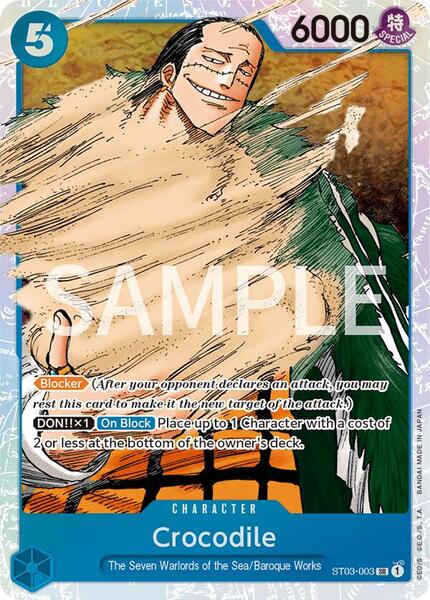 5
6000
特
SPECIAL
SAMPLE
Blocker (After your opponent declares an attack, you may
rest this card to make it the new target of the attack.)
DON!!×1 On Block Place up to 1 Character with a cost of
2 or less at the bottom of the owner's deck.
CHARACTER
Crocodile
The Seven Warlords of the Sea/Baroque Works
ST03-003 SR 1
©E.O/S. ©E.O./S., T.A. BANDAI MADE IN JAPAN